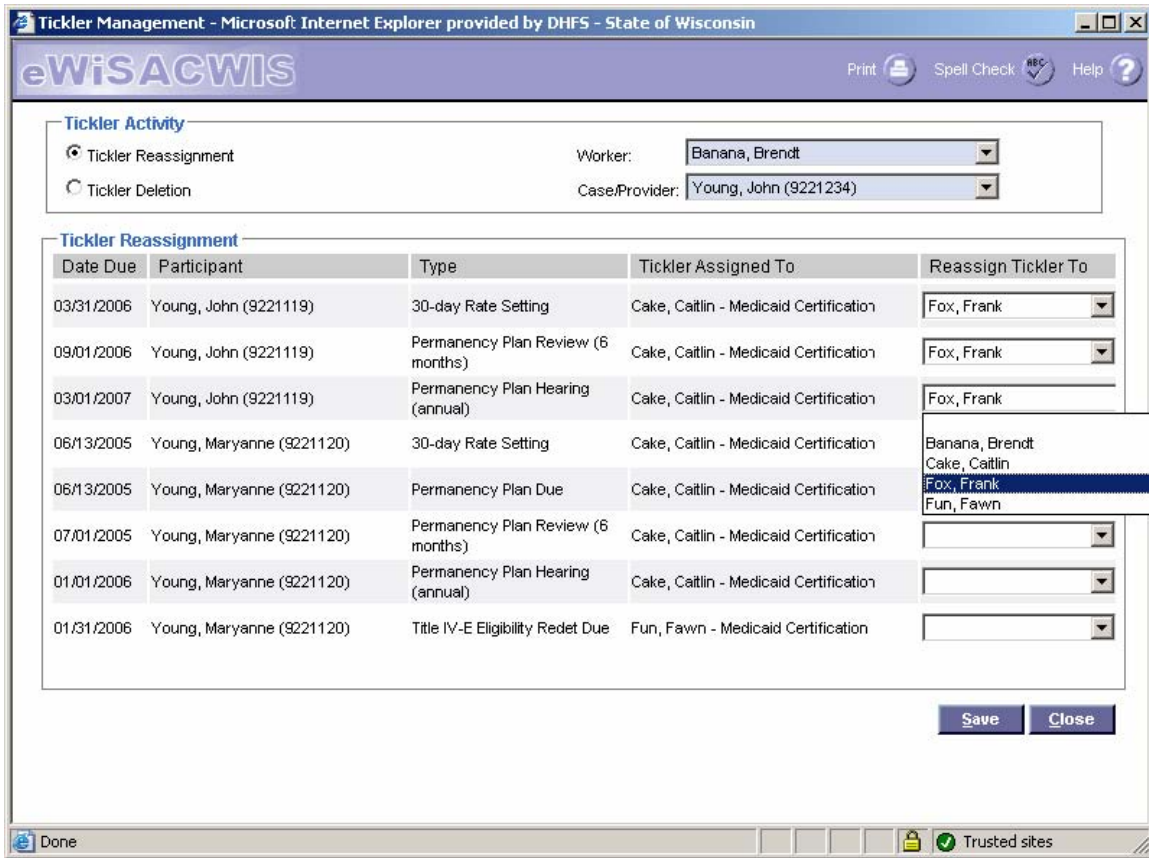 Tickler Management - Microsoft Internet Explorer provided by DHFS - State of Wisconsin
eWiSACWIS
Print Spell Check ABC Help ?
Tickler Activity
Tickler Reassignment Worker: Banana, Brendt
Tickler Deletion Case/Provider: Young, John (9221234)
Tickler Reassignment
Date Due Participant Type Tickler Assigned To Reassign Tickler To
03/31/2006 Young, John (9221119) 30-day Rate Setting Cake, Caitlin - Medicaid Certification Fox, Frank
09/01/2006 Young, John (9221119) Permanency Plan Review (6 months) Cake, Caitlin - Medicaid Certification Fox, Frank
03/01/2007 Young, John (9221119) Permanency Plan Hearing (annual) Cake, Caitlin - Medicaid Certification Fox, Frank
06/13/2005 Young, Maryanne (9221120) 30-day Rate Setting Cake, Caitlin - Medicaid Certification
Banana, Brendt
Cake, Caitlin
Fox, Frank
Fun, Fawn
06/13/2005 Young, Maryanne (9221120) Permanency Plan Due Cake, Caitlin - Medicaid Certification
07/01/2005 Young, Maryanne (9221120) Permanency Plan Review (6 months) Cake, Caitlin - Medicaid Certification
01/01/2006 Young, Maryanne (9221120) Permanency Plan Hearing (annual) Cake, Caitlin - Medicaid Certification
01/31/2006 Young, Maryanne (9221120) Title IV-E Eligibility Redet Due Fun, Fawn - Medicaid Certification
Save Close
Done Trusted sites